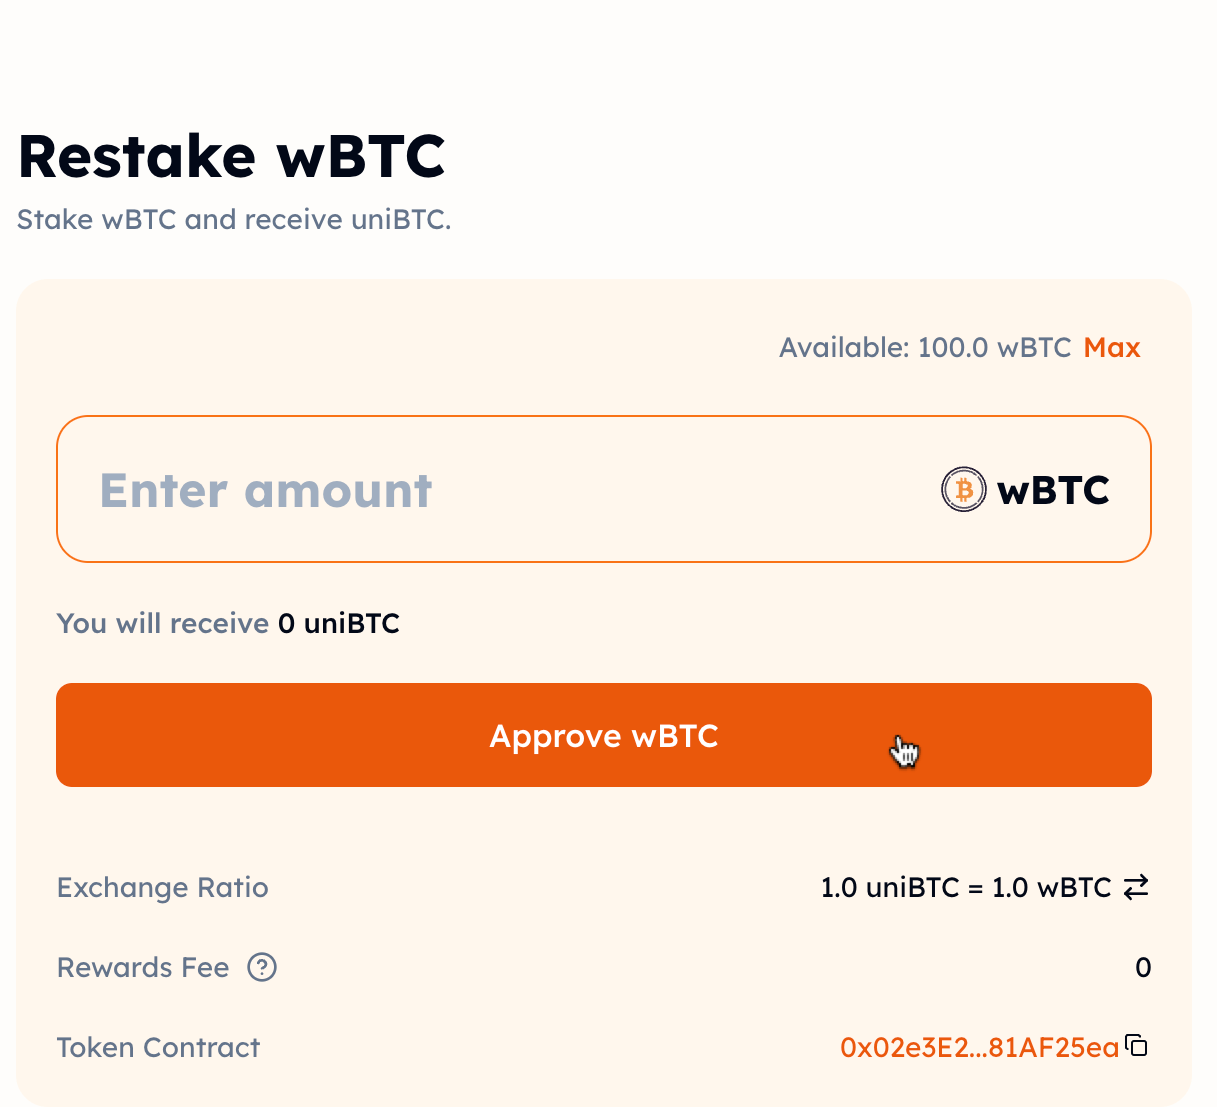 Restake wBTC
Stake wBTC and receive uniBTC.
Available: 100.0 wBTC Max
Enter amount wBTC
You will receive 0 uniBTC
Approve wBTC
Exchange Ratio 1.0 uniBTC = 1.0 wBTC
Rewards Fee 0
Token Contract 0x02e3E2...81AF25ea